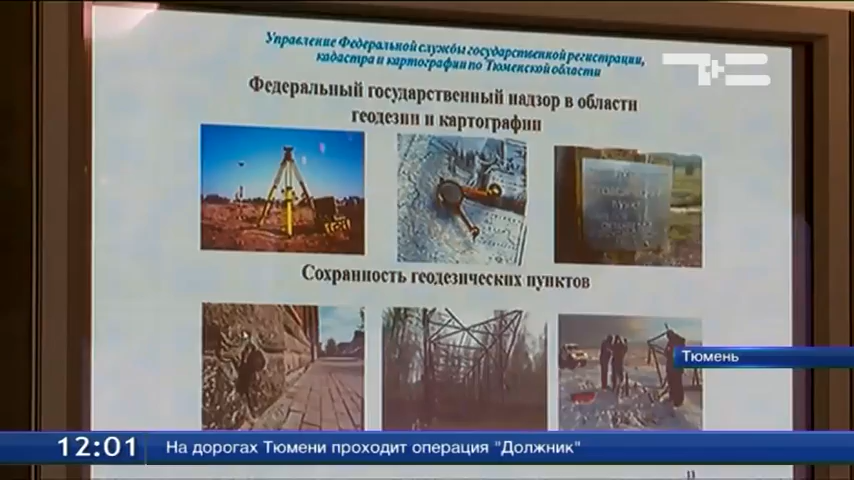 Управление Федеральной службы государственной регистрации,
кадастра и картографии по Тюменской области
Т+В
Федеральный государственный надзор в области
геодезии и картографии
Сохранность геодезических пунктов
Тюмень
12:01
На дорогах Тюмени проходит операция "Должник"